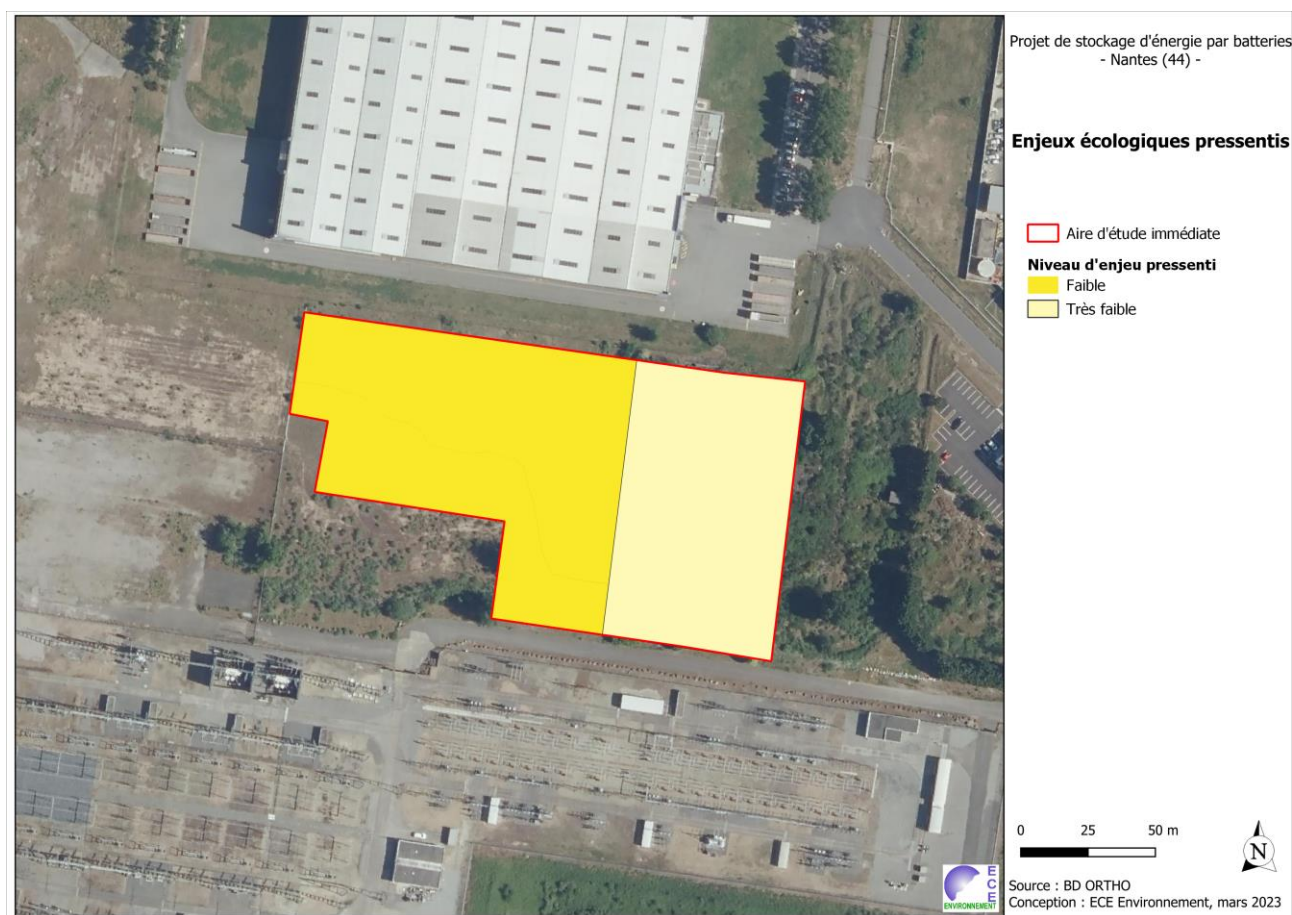 Projet de stockage d'énergie par batteries
- Nantes (44) -
Enjeux écologiques pressentis
Aire d'étude immédiate
Niveau d'enjeu pressenti
Faible
Très faible
0 25 50 m
N
E
C
E
ENVIRONNEMENT
Source : BD ORTHO
Conception : ECE Environnement, mars 2023